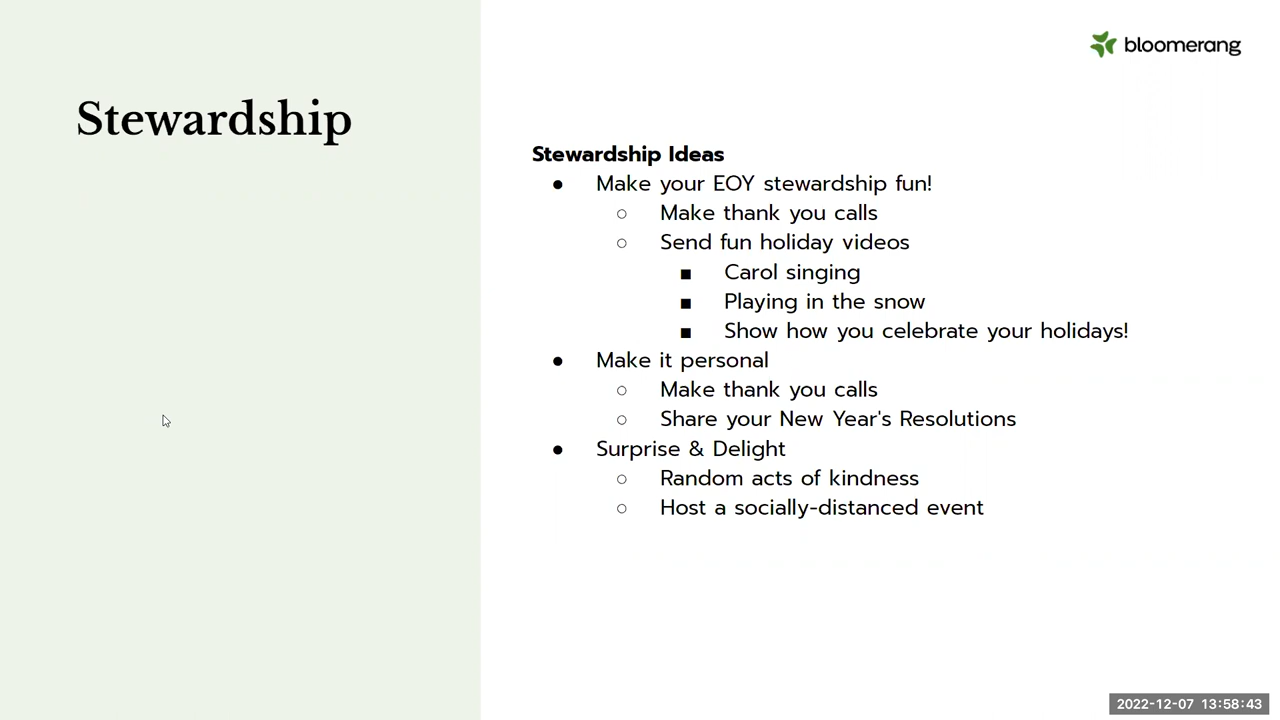 bloomerang
Stewardship
Stewardship Ideas
● Make your EOY stewardship fun!
○ Make thank you calls
○ Send fun holiday videos
■ Carol singing
■ Playing in the snow
■ Show how you celebrate your holidays!
● Make it personal
○ Make thank you calls
○ Share your New Year's Resolutions
● Surprise & Delight
○ Random acts of kindness
○ Host a socially-distanced event
2022-12-07 13:58:43